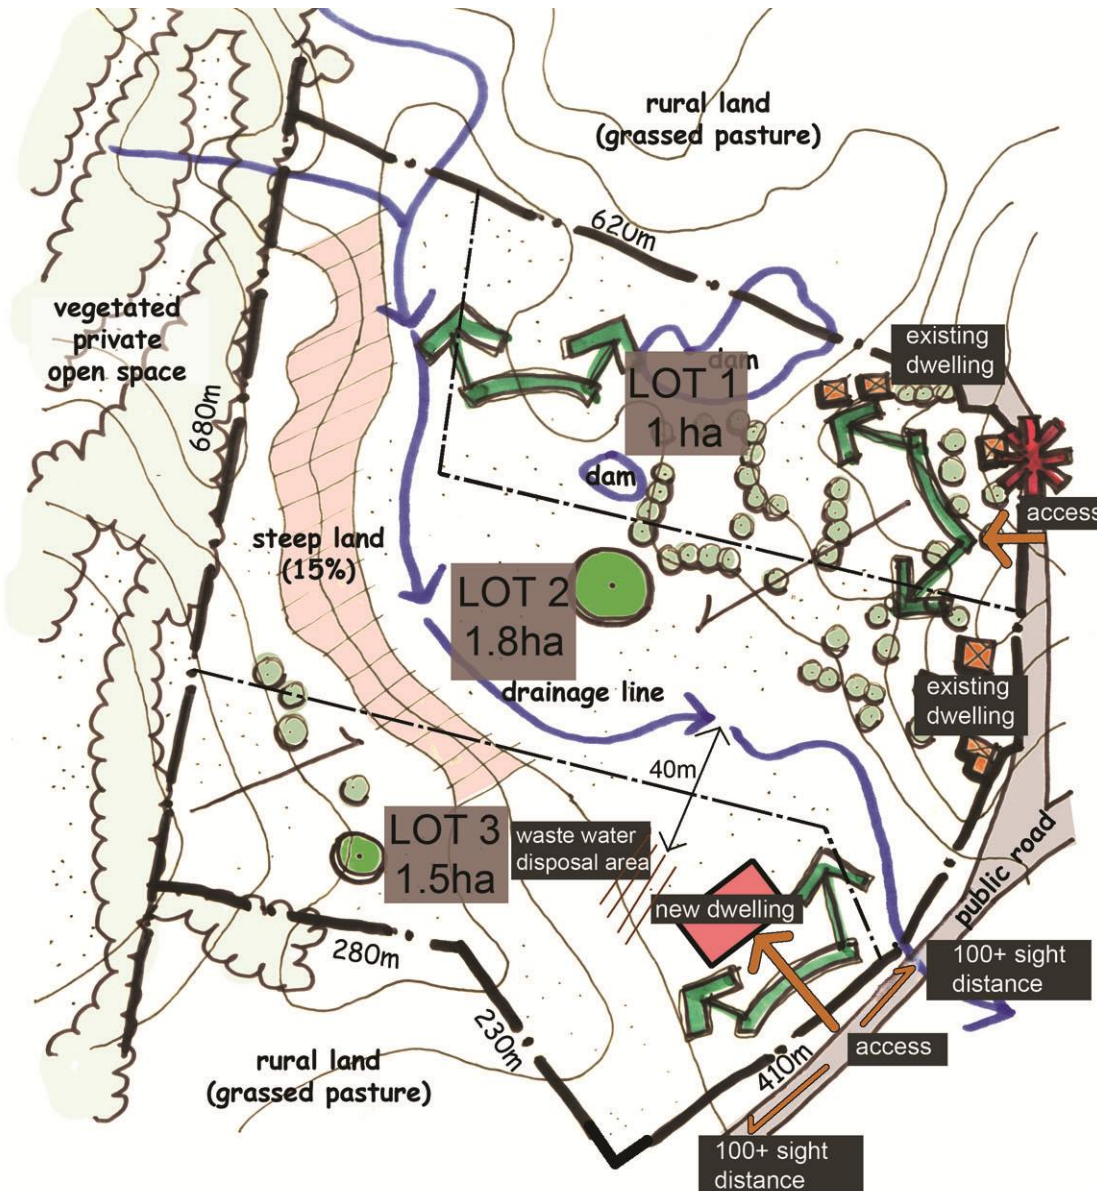 rural land
(grassed pasture)
620m
vegetated
private
open space
680m
existing
dwelling
dam
LOT 1
1 ha
dam
access
steep land
(15%)
LOT 2
1.8ha
drainage line
existing
dwelling
40m
LOT 3
1.5ha
waste water
disposal area
new dwelling
public road
280m
100+ sight
distance
230m
access
410m
rural land
(grassed pasture)
100+ sight
distance